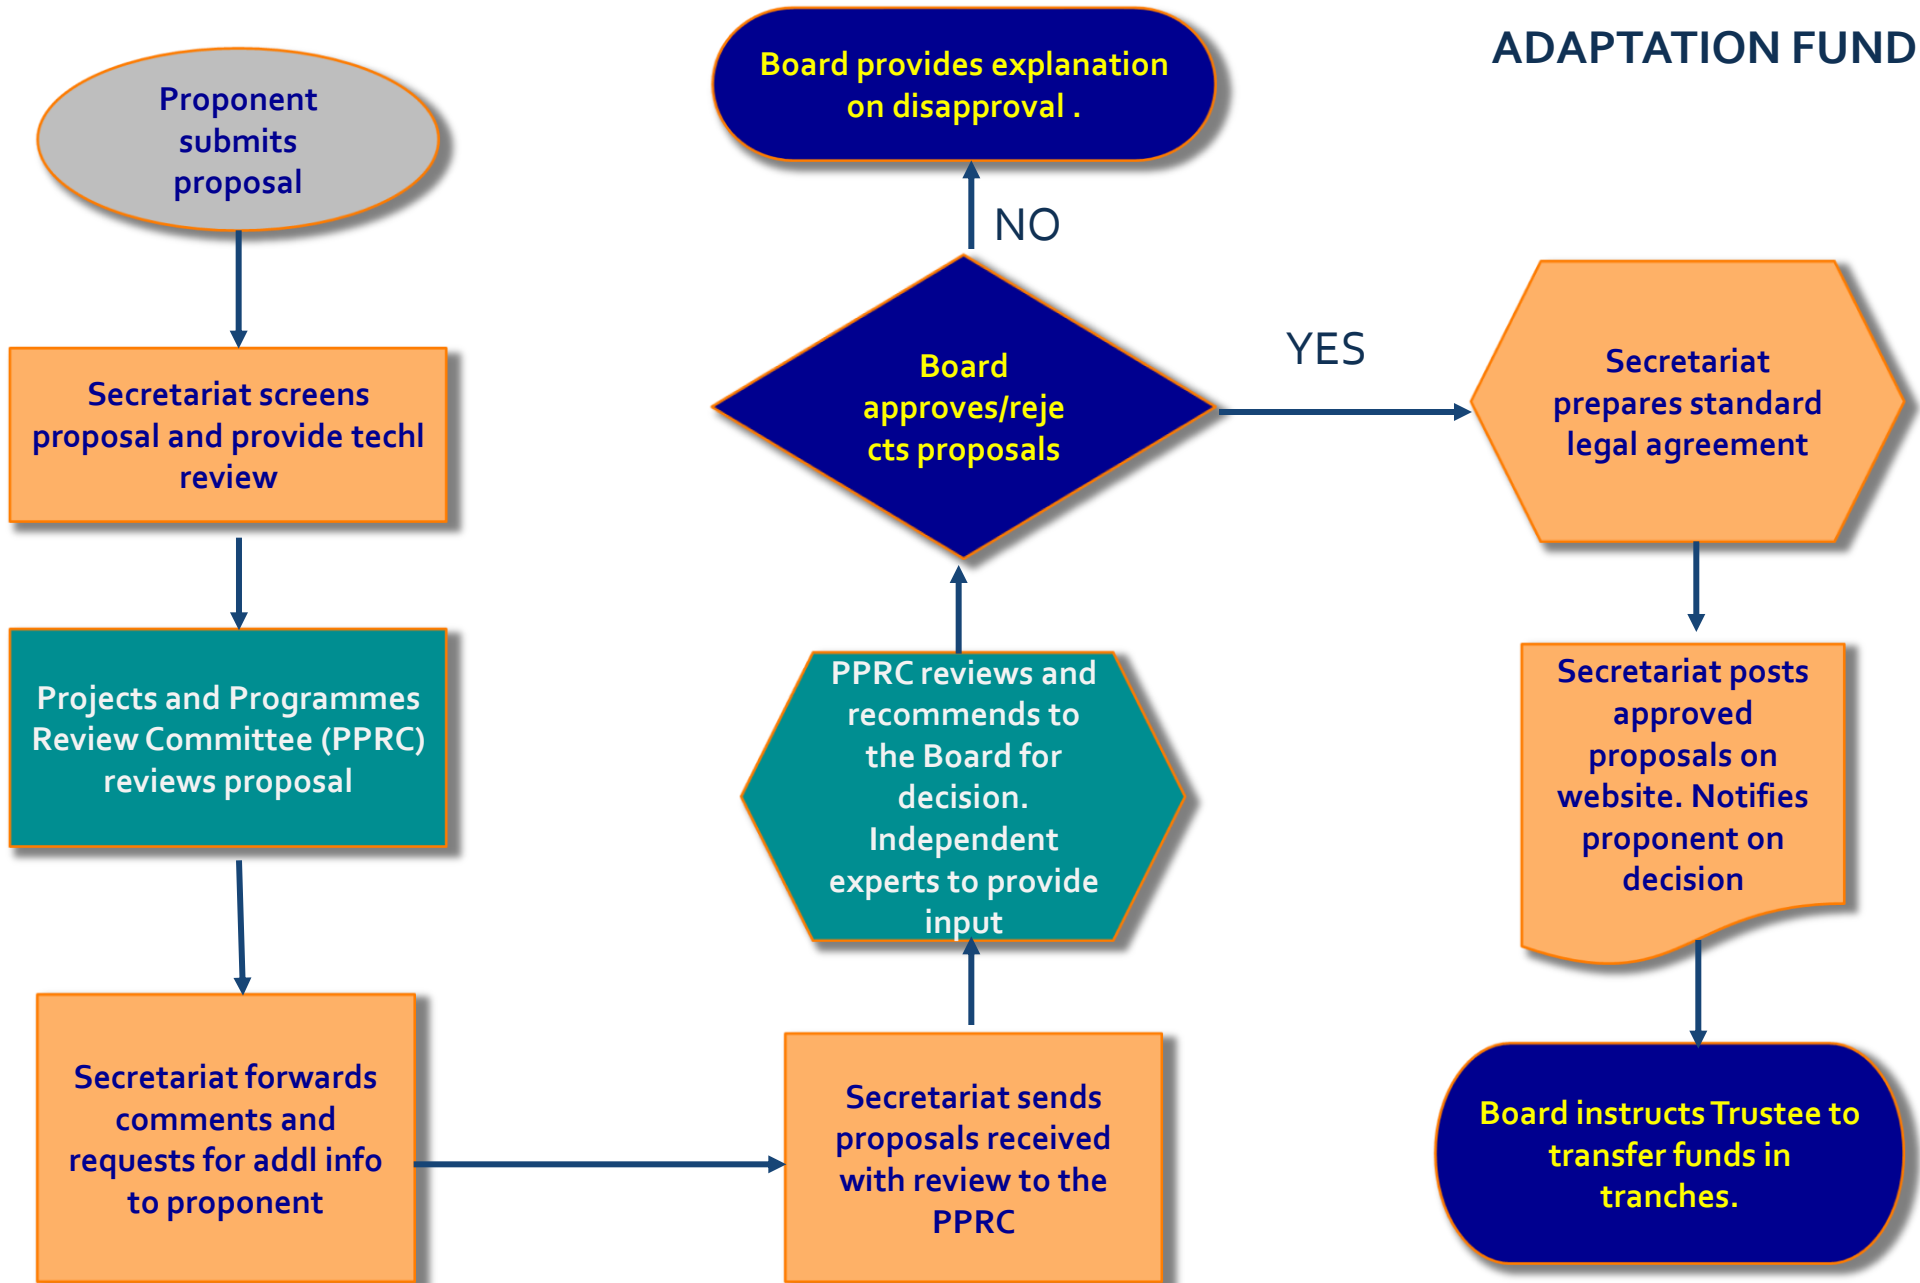 ADAPTATION FUND
Proponent
submits
proposal
Secretariat screens
proposal and provide techl
review
Projects and Programmes
Review Committee (PPRC)
reviews proposal
Secretariat forwards
comments and
requests for addl info
to proponent
Secretariat sends
proposals received
with review to the
PPRC
PPRC reviews and
recommends to
the Board for
decision.
Independent
experts to provide
input
Board
approves/reje
cts proposals
NO
Board provides explanation
on disapproval .
YES
Secretariat
prepares standard
legal agreement
Secretariat posts
approved
proposals on
website. Notifies
proponent on
decision
Board instructs Trustee to
transfer funds in
tranches.